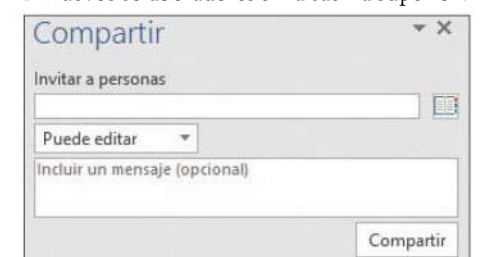 Compartir
Invitar a personas
Puede editar
Incluir un mensaje (opcional)
Compartir